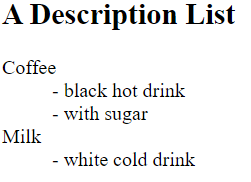 A Description List
Coffee
- black hot drink
- with sugar
Milk
- white cold drink